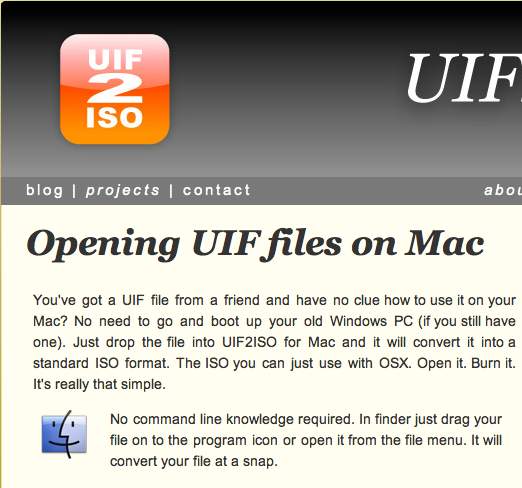 UIF
2
ISO
UIF
blog | projects | contact
Opening UIF files on Mac
You've got a UIF file from a friend and have no clue how to use it on your
Mac? No need to go and boot up your old Windows PC (if you still have
one). Just drop the file into UIF2ISO for Mac and it will convert it into a
standard ISO format. The ISO you can just use with OSX. Open it. Burn it.
It's really that simple.
No command line knowledge required. In finder just drag your
file on to the program icon or open it from the file menu. It will
convert your file at a snap.